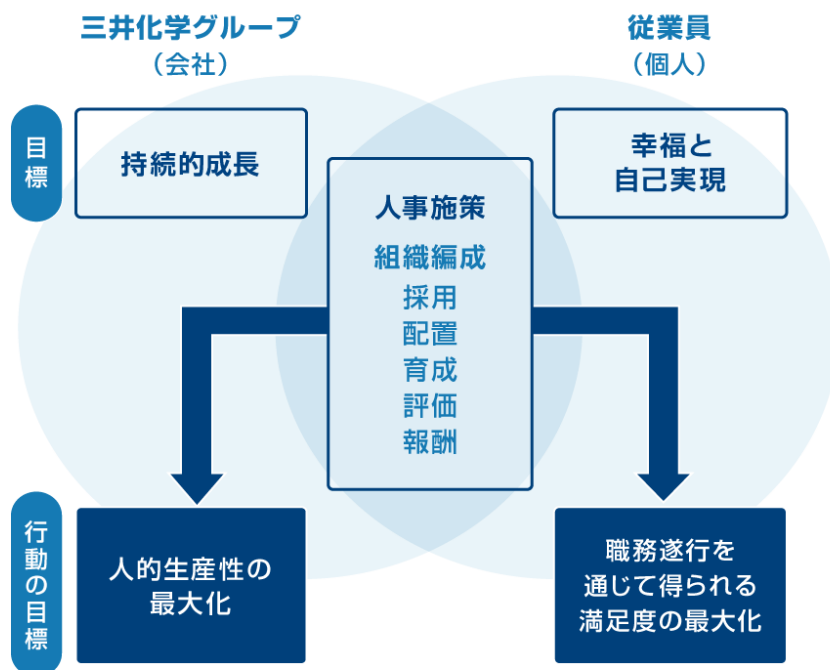 三井化学グループ
（会社）
従業員
（個人）
目標
持続的成長
幸福と
自己実現
人事施策
組織編成
採用
配置
育成
評価
報酬
行動の目標
人的生産性の
最大化
職務遂行を
通じて得られる
満足度の最大化